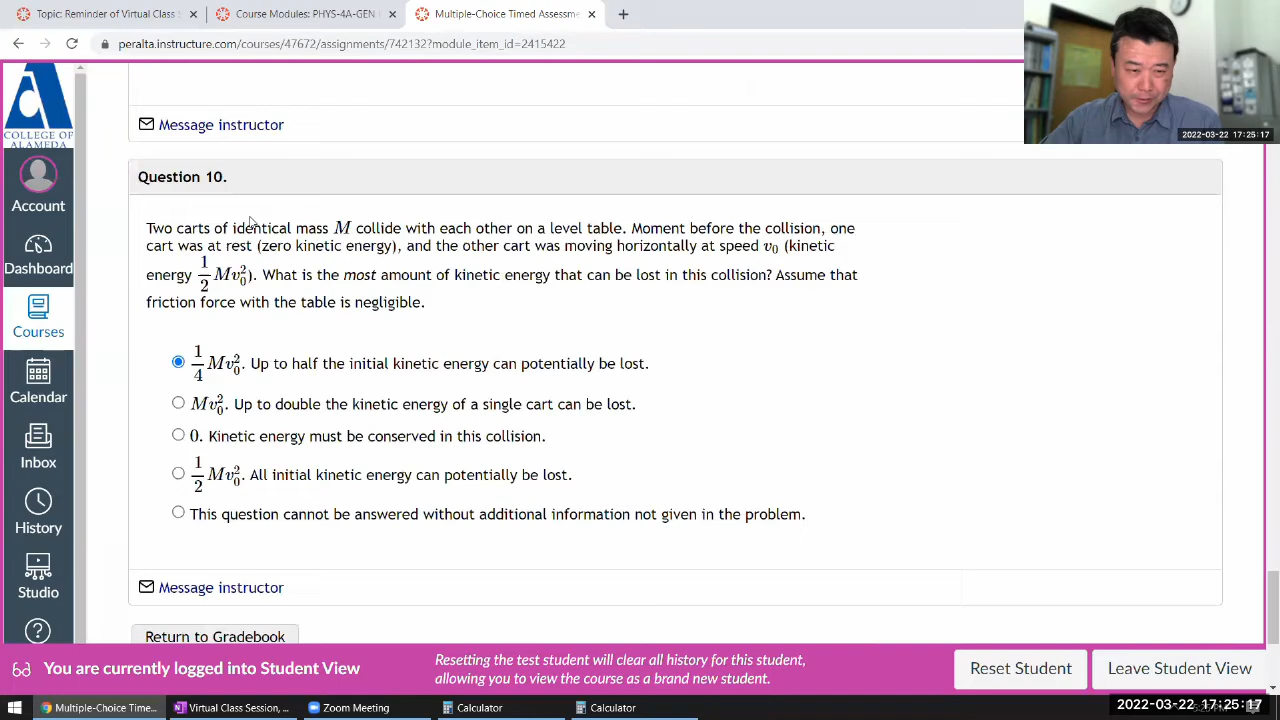 Topic: Reminder of Virtual Class S
Course Modules: PHYS-4A-GEN
Multiple-Choice Timed Assessme
peralta.instructure.com/courses/47672/assignments/742132?module_item_id=2415422
2022-03-22 17:25:17
COLLEGE OF
ALAMEDA
Account
Dashboard
Courses
Calendar
Inbox
History
Studio
Message instructor
Question 10.
Two carts of identical mass M collide with each other on a level table. Moment before the collision, one
cart was at rest (zero kinetic energy), and the other cart was moving horizontally at speed v₀ (kinetic
energy 1/2 Mv₀²). What is the most amount of kinetic energy that can be lost in this collision? Assume that
friction force with the table is negligible.
1/4 Mv₀². Up to half the initial kinetic energy can potentially be lost.
Mv₀². Up to double the kinetic energy of a single cart can be lost.
0. Kinetic energy must be conserved in this collision.
1/2 Mv₀². All initial kinetic energy can potentially be lost.
This question cannot be answered without additional information not given in the problem.
Message instructor
Return to Gradebook
You are currently logged into Student View
Resetting the test student will clear all history for this student,
allowing you to view the course as a brand new student.
Reset Student
Leave Student View
Multiple-Choice Time...
Virtual Class Session, ...
Zoom Meeting
Calculator
Calculator
2022-03-22 17:25:17